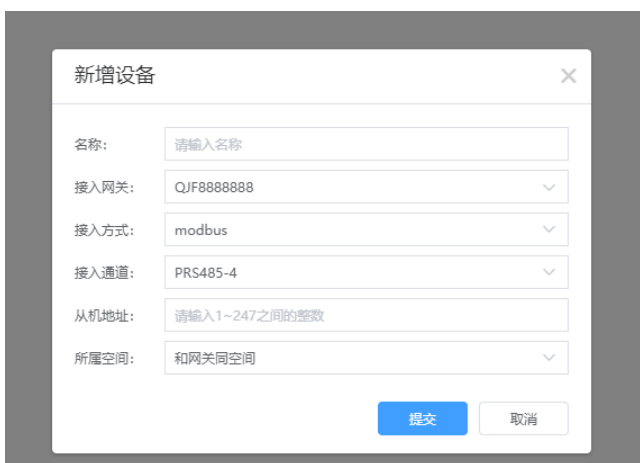 新增设备
名称: 请输入名称
接入网关: QJF8888888
接入方式: modbus
接入通道: PRS485-4
从机地址: 请输入1~247之间的整数
所属空间: 和网关同空间
提交 取消